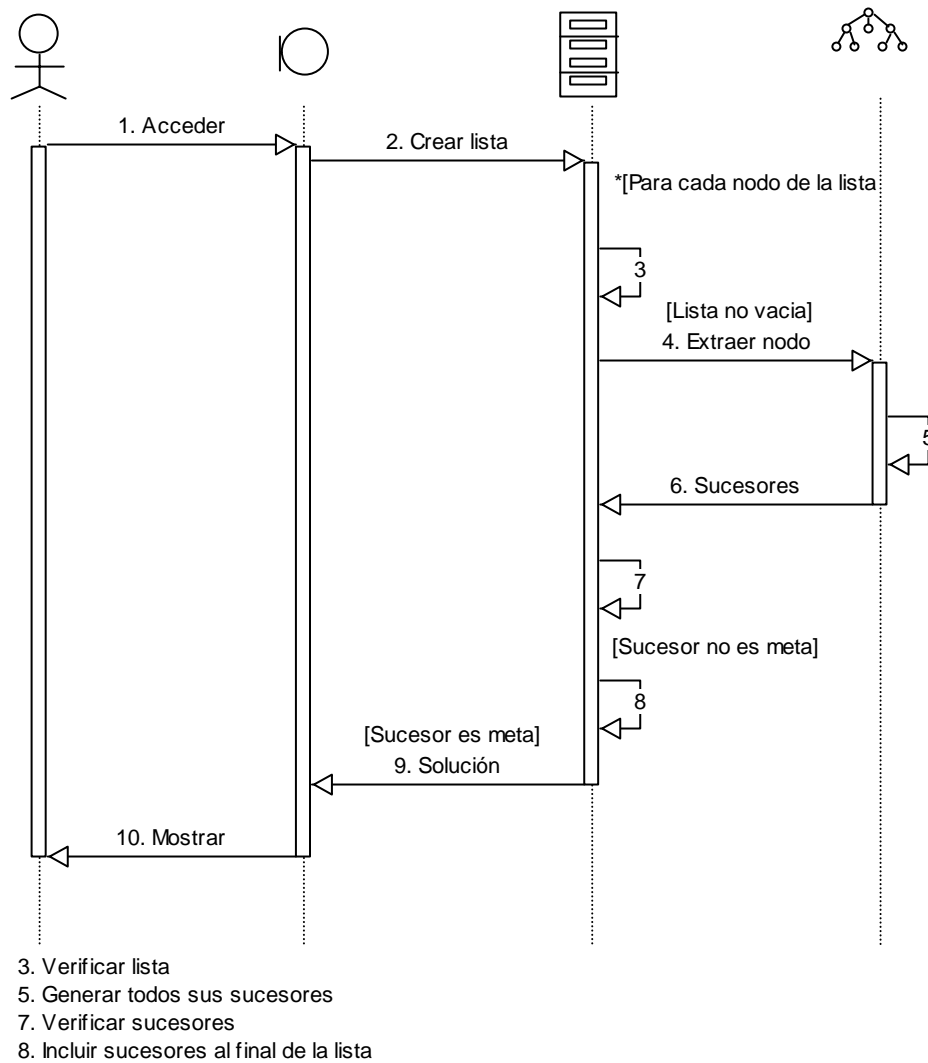 1. Acceder
2. Crear lista
*[Para cada nodo de la lista
3
[Lista no vacia]
4. Extraer nodo
5
6. Sucesores
7
[Sucesor no es meta]
8
[Sucesor es meta]
9. Solución
10. Mostrar
3. Verificar lista
5. Generar todos sus sucesores
7. Verificar sucesores
8. Incluir sucesores al final de la lista